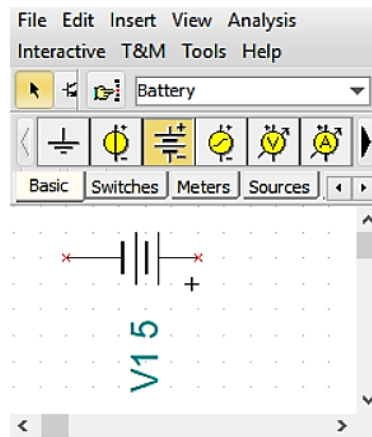 File Edit Insert View Analysis
Interactive T&M Tools Help
Battery
Basic Switches Meters Sources
+
V1 5